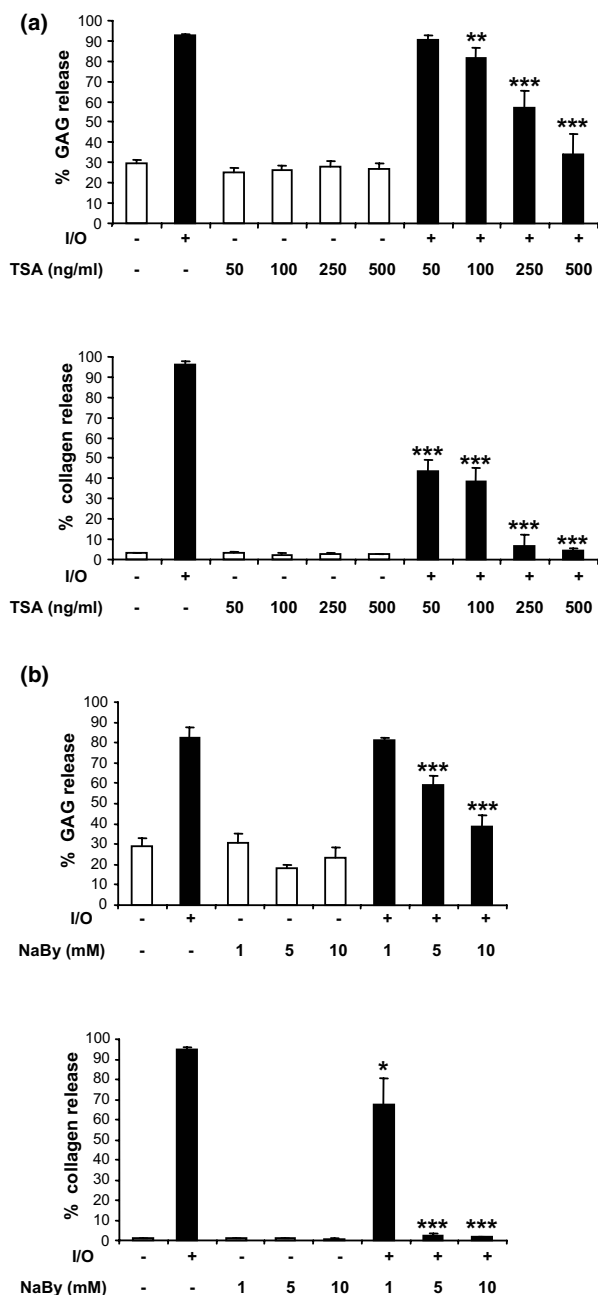 (a)
% GAG release
100
90
80
70
60
50
40
30
20
10
0
** *** ***
I/O - + - - - - + + + +
TSA (ng/ml) - - 50 100 250 500 50 100 250 500
% collagen release
100
90
80
70
60
50
40
30
20
10
0
*** *** *** ***
I/O - + - - - - + + + +
TSA (ng/ml) - - 50 100 250 500 50 100 250 500
(b)
% GAG release
100
90
80
70
60
50
40
30
20
10
0
*** ***
I/O - + - - - + + +
NaBy (mM) - - 1 5 10 1 5 10
% collagen release
100
90
80
70
60
50
40
30
20
10
0
* *** ***
I/O - + - - - + + +
NaBy (mM) - - 1 5 10 1 5 10